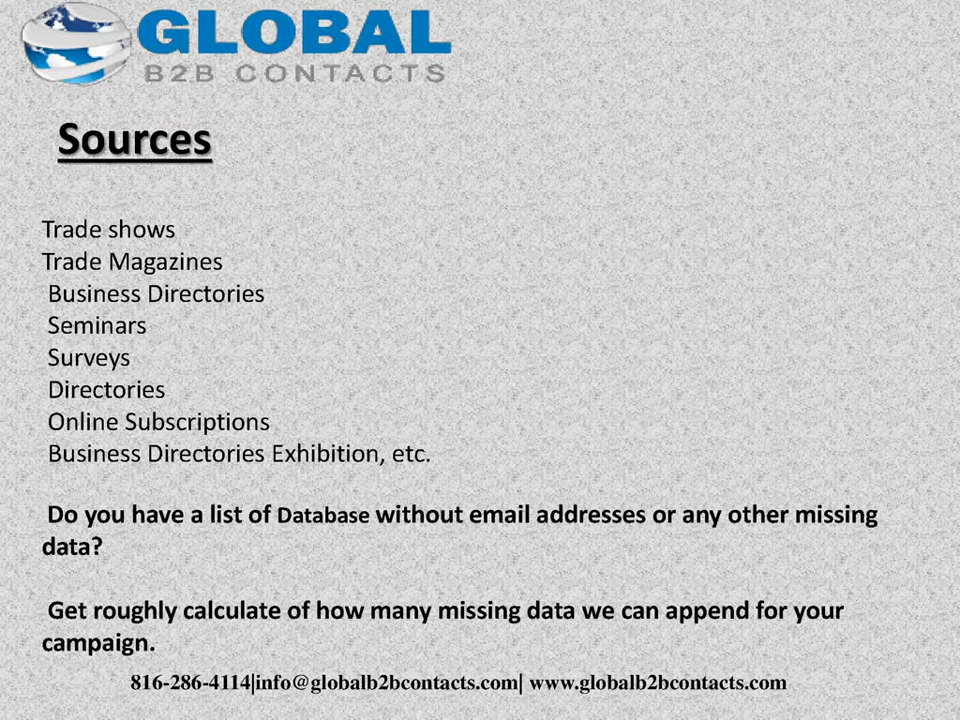 GLOBAL
B2B CONTACTS
Sources
Trade shows
Trade Magazines
Business Directories
Seminars
Surveys
Directories
Online Subscriptions
Business Directories Exhibition, etc.
Do you have a list of Database without email addresses or any other missing
data?
Get roughly calculate of how many missing data we can append for your
campaign.
816-286-4114|info@globalb2bcontacts.com| www.globalb2bcontacts.com